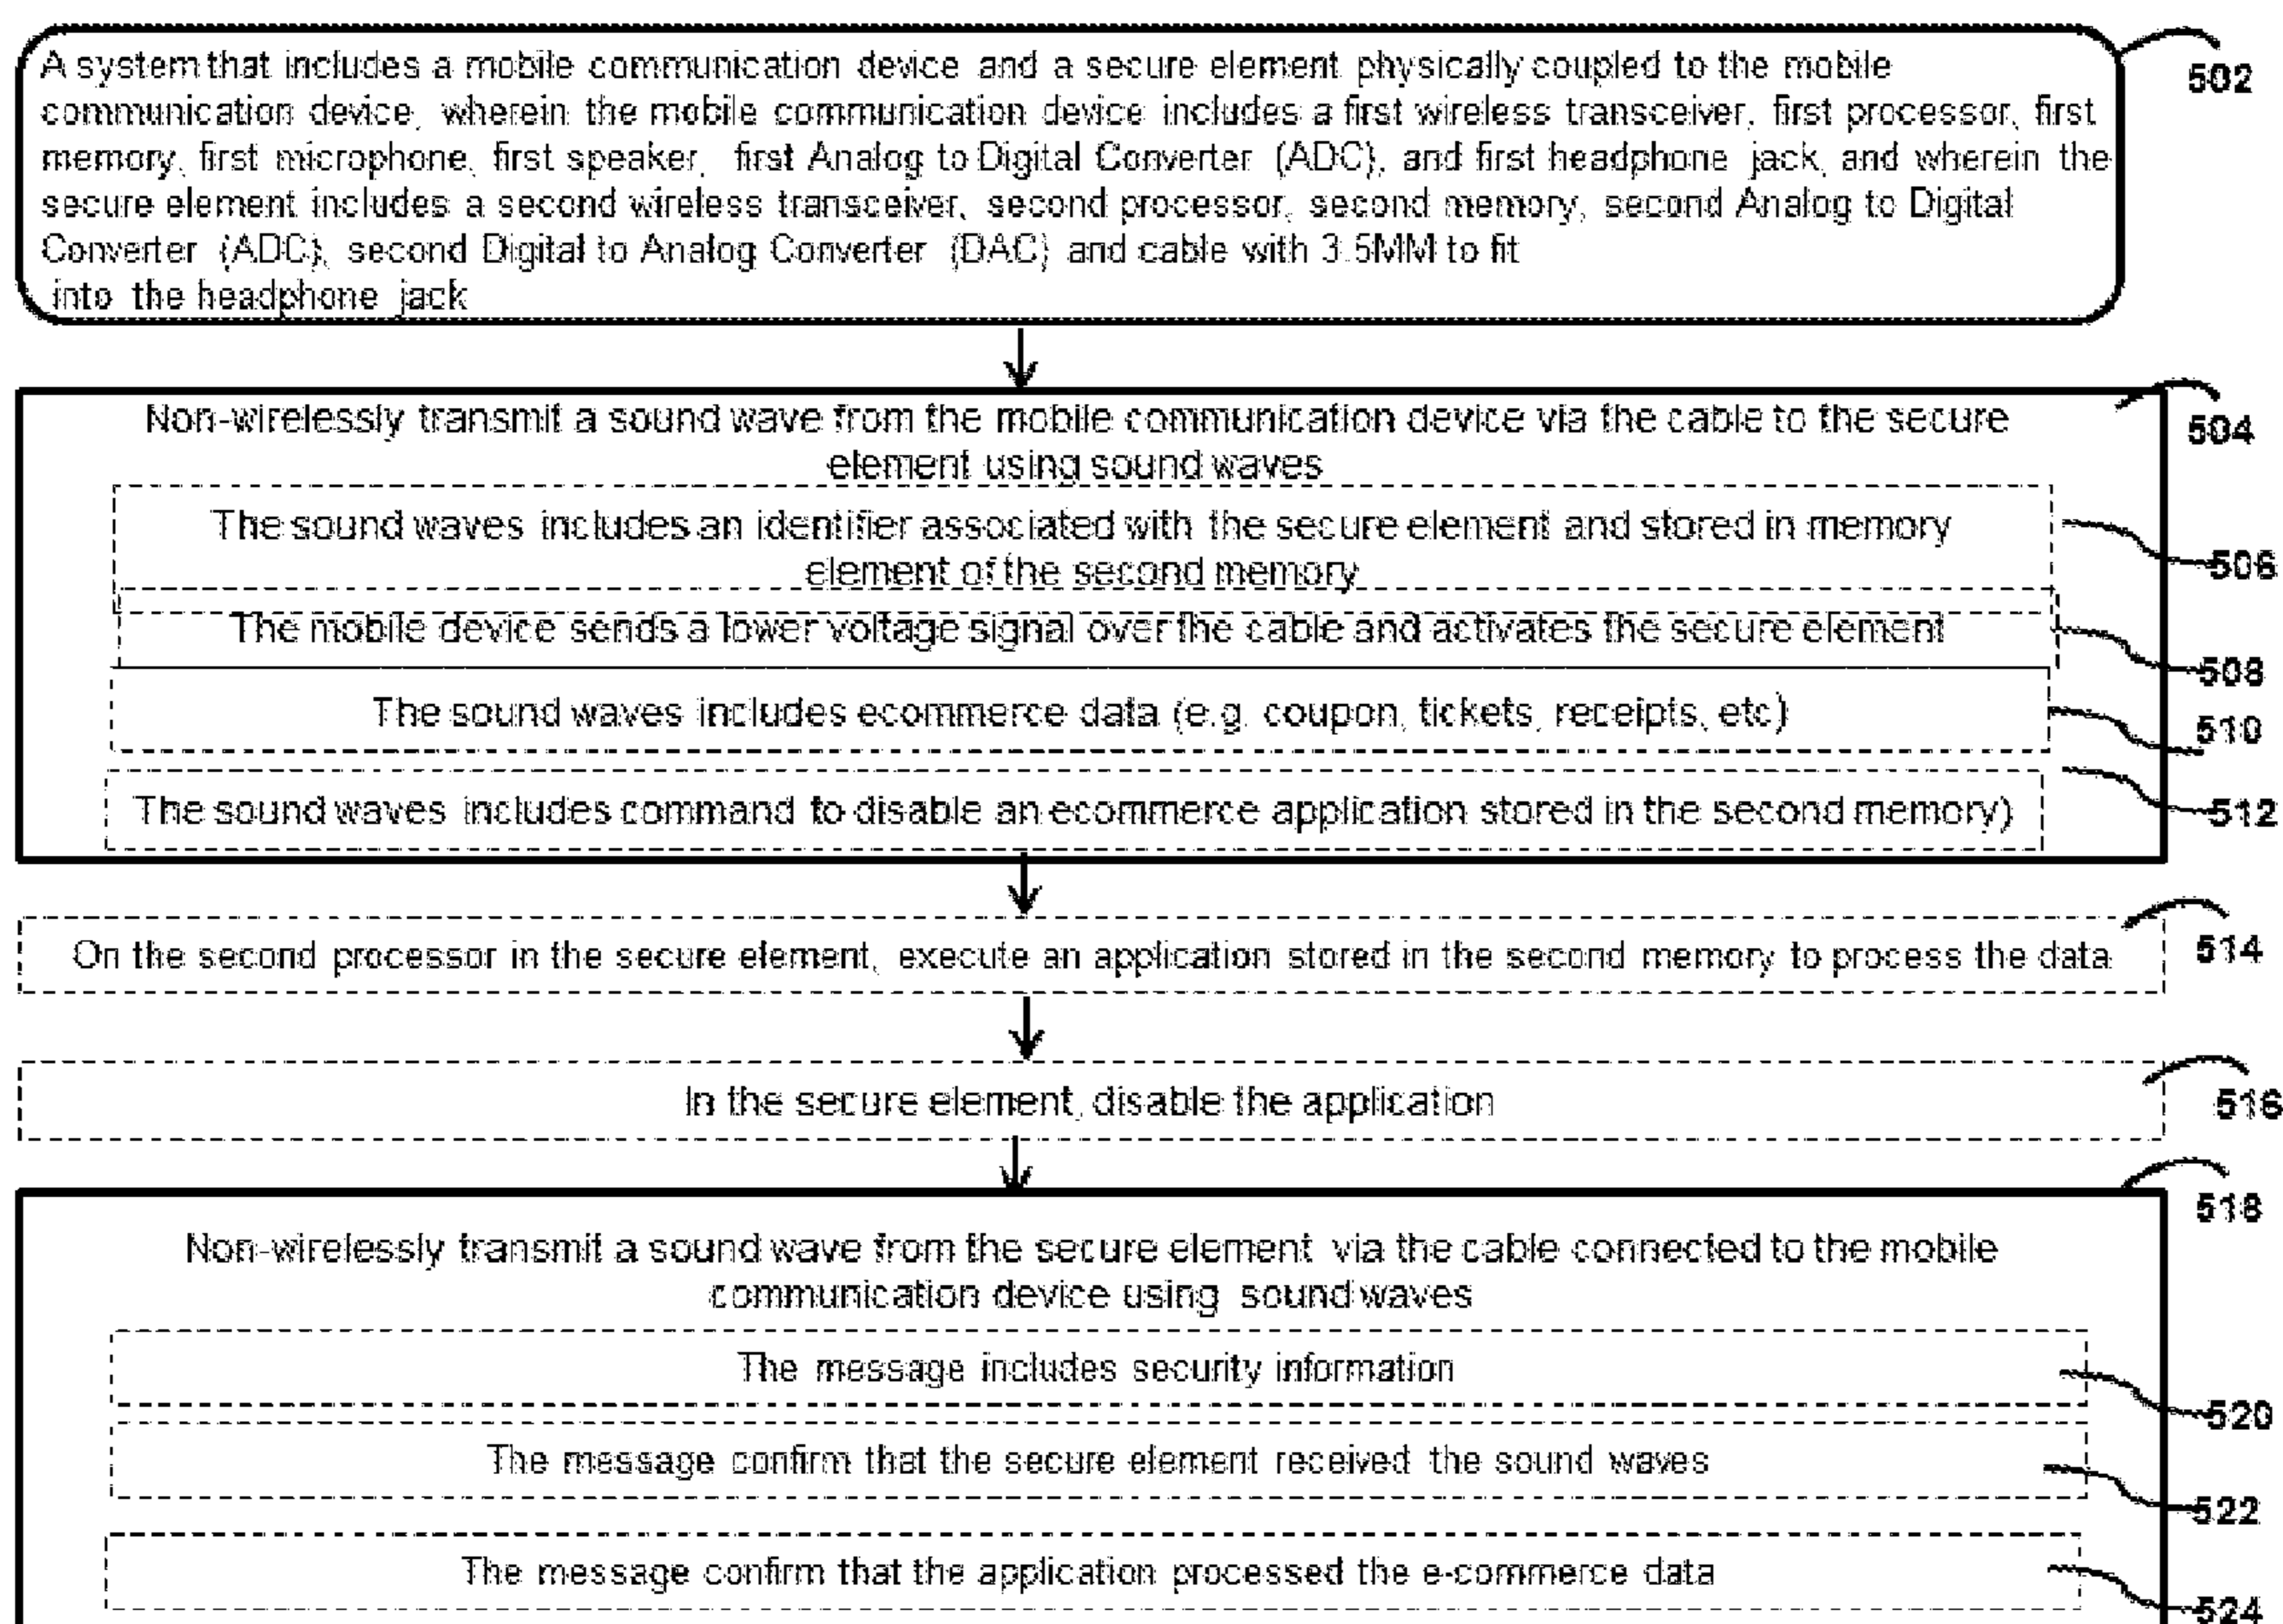 A system that includes a mobile communication device and a secure element physically coupled to the mobile
502
communication device, wherein the mobile communication device includes a first wireless transceiver, first processor, first
memory, first microphone, first speaker, first Analog to Digital Converter (ADC), and first headphone jack, and wherein the
secure element includes a second wireless transceiver, second processor, second memory, second Analog to Digital
Converter (ADC), second Digital to Analog Converter (DAC) and cable with 3.5MM to fit
into the headphone jack
Non-wirelessly transmit a sound wave from the mobile communication device via the cable to the secure
504
element using sound waves
The sound waves includes an identifier associated with the secure element and stored in memory
506
element of the second memory
The mobile device sends a lower voltage signal over the cable and activates the secure element
508
The sound waves includes ecommerce data (e.g. coupon, tickets, receipts, etc)
510
The sound waves includes command to disable an ecommerce application stored in the second memory)
512
On the second processor in the secure element, execute an application stored in the second memory to process the data
514
In the secure element, disable the application
516
518
Non-wirelessly transmit a sound wave from the secure element via the cable connected to the mobile
communication device using sound waves
The message includes security information
520
The message confirm that the secure element received the sound waves
522
The message confirm that the application processed the e-commerce data
524